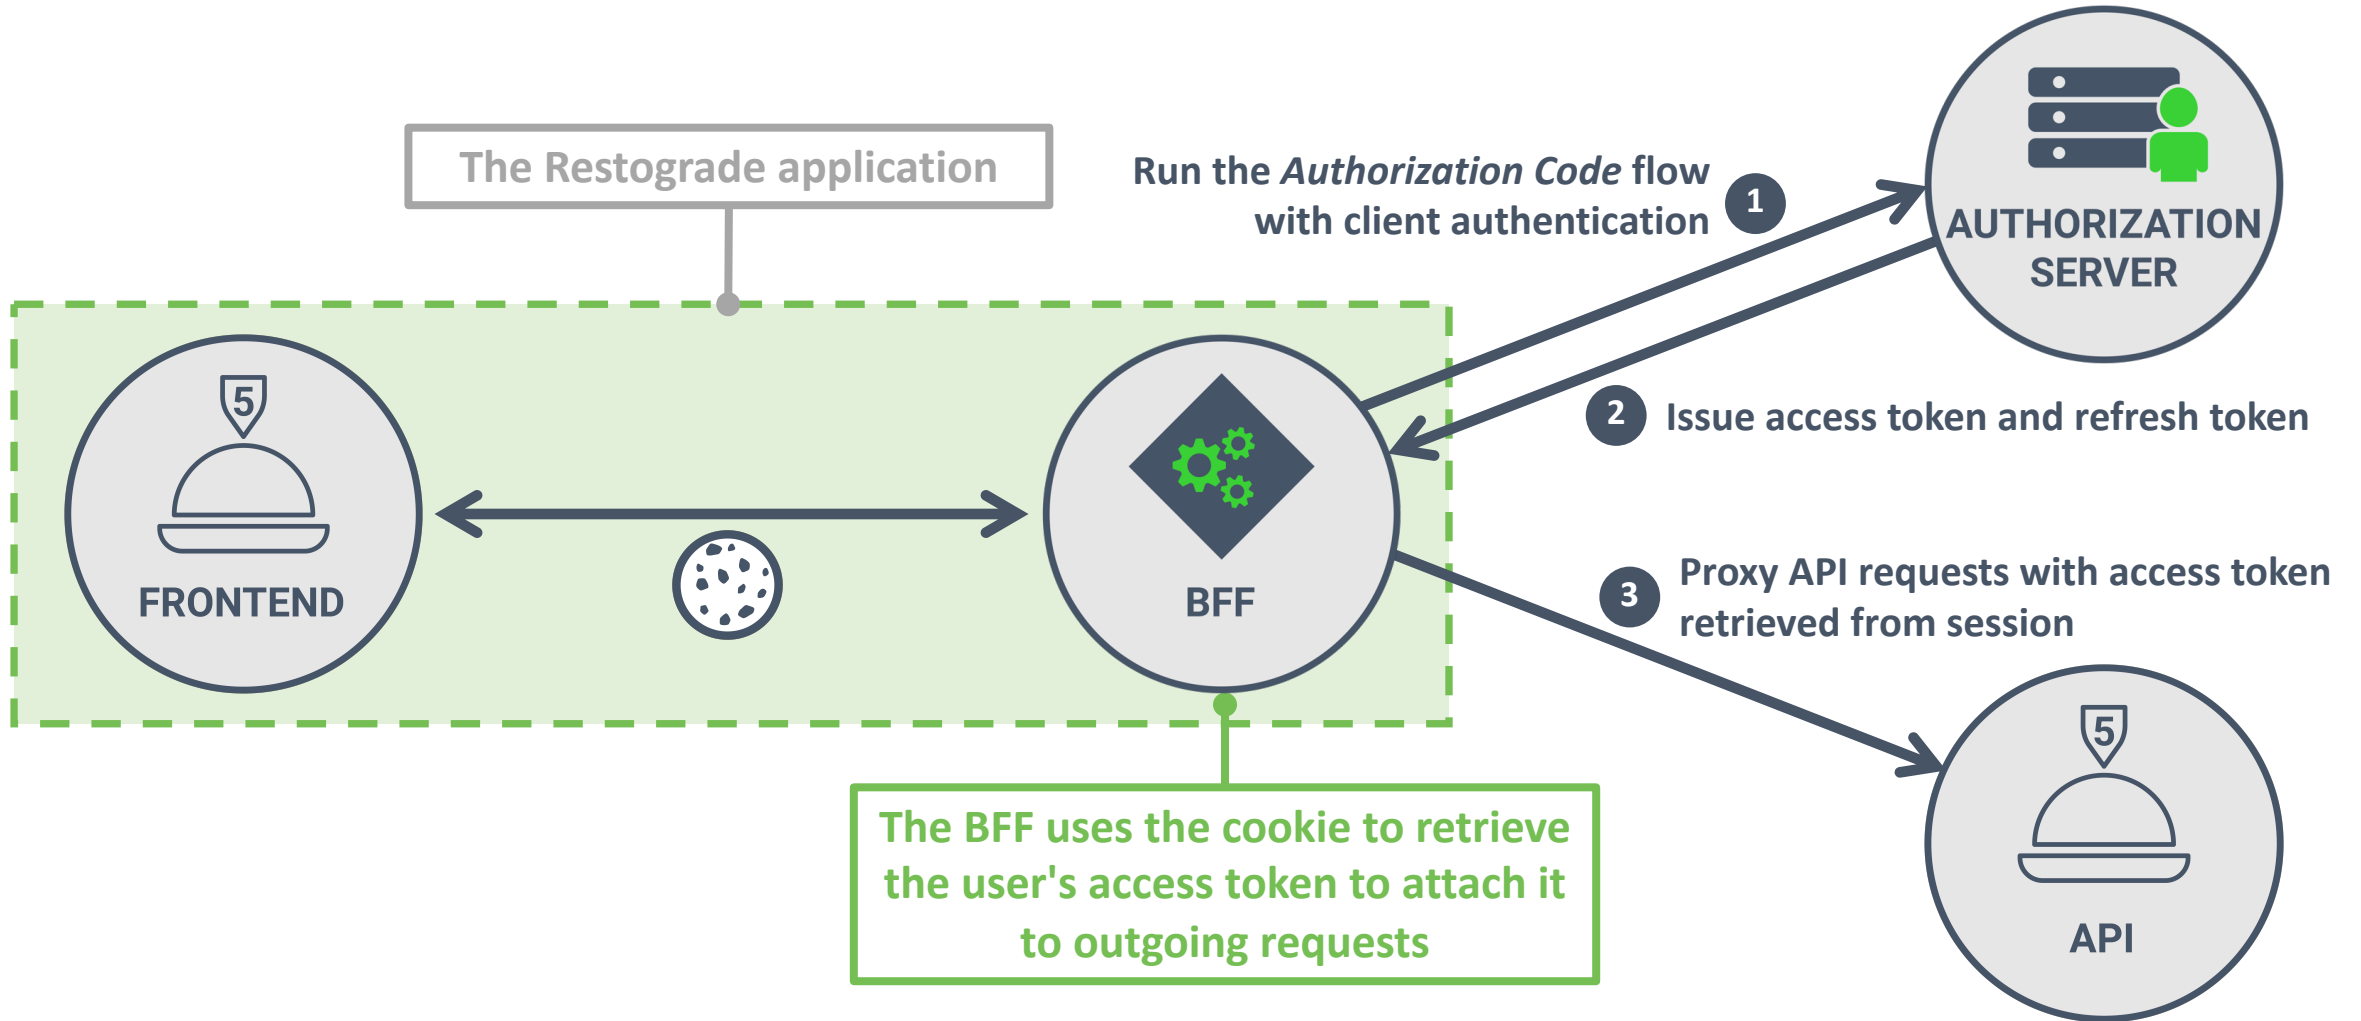 The Restograde application
Run the Authorization Code flow
with client authentication
1
AUTHORIZATION
SERVER
2
Issue access token and refresh token
5
FRONTEND
BFF
3
Proxy API requests with access token
retrieved from session
The BFF uses the cookie to retrieve
the user's access token to attach it
to outgoing requests
5
API